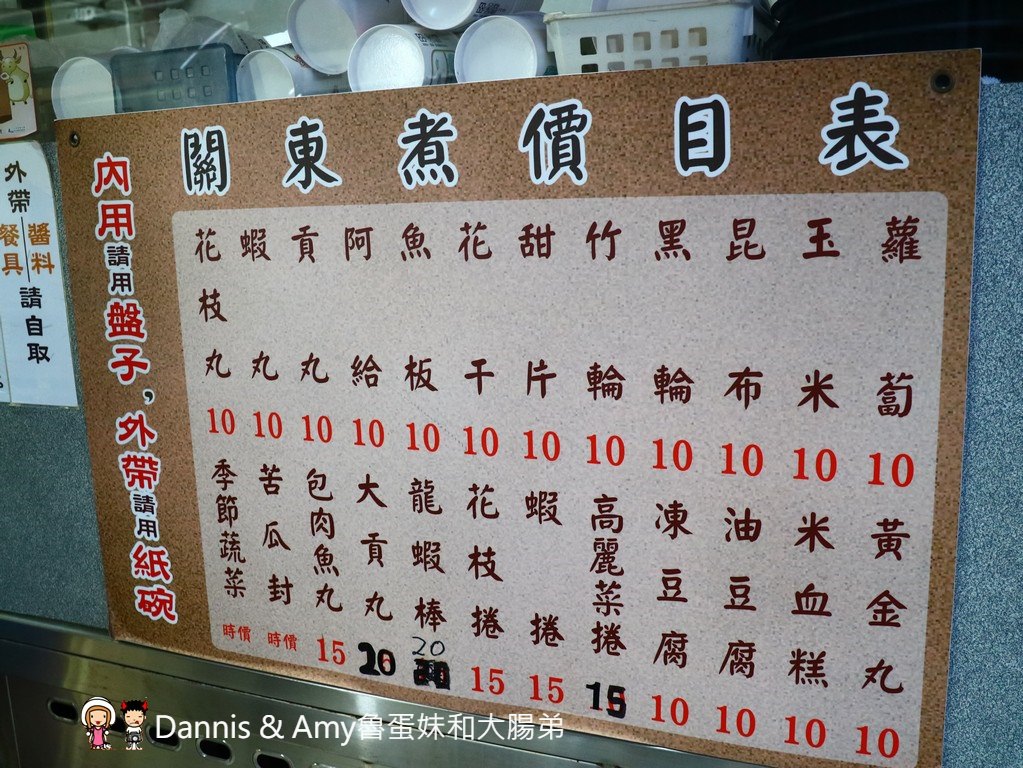 關東煮價目表
蘿蔔 10
玉米 10
昆布 10
黑輪 10
竹輪 10
甜片 10
花干 10
魚板 10
阿給 10
貢丸 10
蝦丸 10
花枝丸 10
黃金丸 10
米血糕 10
油豆腐 10
凍豆腐 10
高麗菜捲 15
蝦捲 15
花枝捲 15
龍蝦棒 20
大貢丸 20
包肉魚丸 15
苦瓜封 時價
季節蔬菜 時價
內用請用盤子,外帶請用紙碗
外帶
醬料
餐具
請自取
Dannis & Amy魯蛋妹和大腸弟